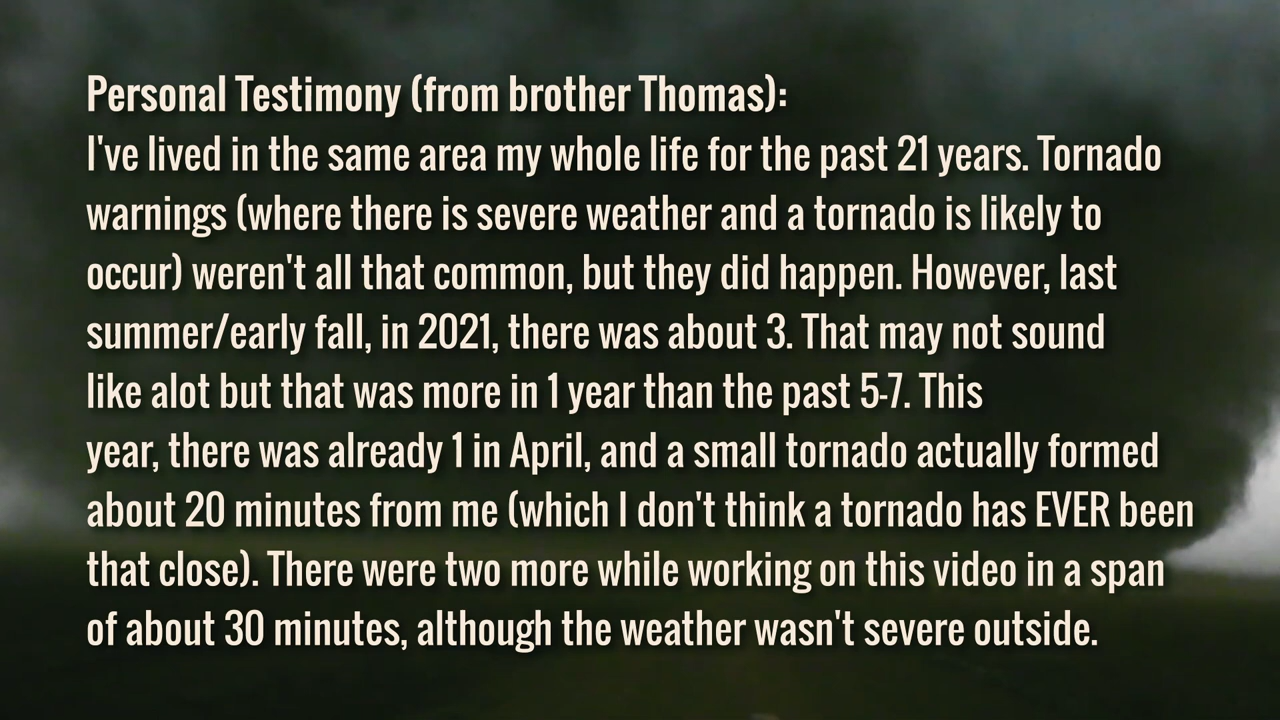 Personal Testimony (from brother Thomas):
I've lived in the same area my whole life for the past 21 years. Tornado
warnings (where there is severe weather and a tornado is likely to
occur) weren't all that common, but they did happen. However, last
summer/early fall, in 2021, there was about 3. That may not sound
like alot but that was more in 1 year than the past 5-7. This
year, there was already 1 in April, and a small tornado actually formed
about 20 minutes from me (which I don't think a tornado has EVER been
that close). There were two more while working on this video in a span
of about 30 minutes, although the weather wasn't severe outside.